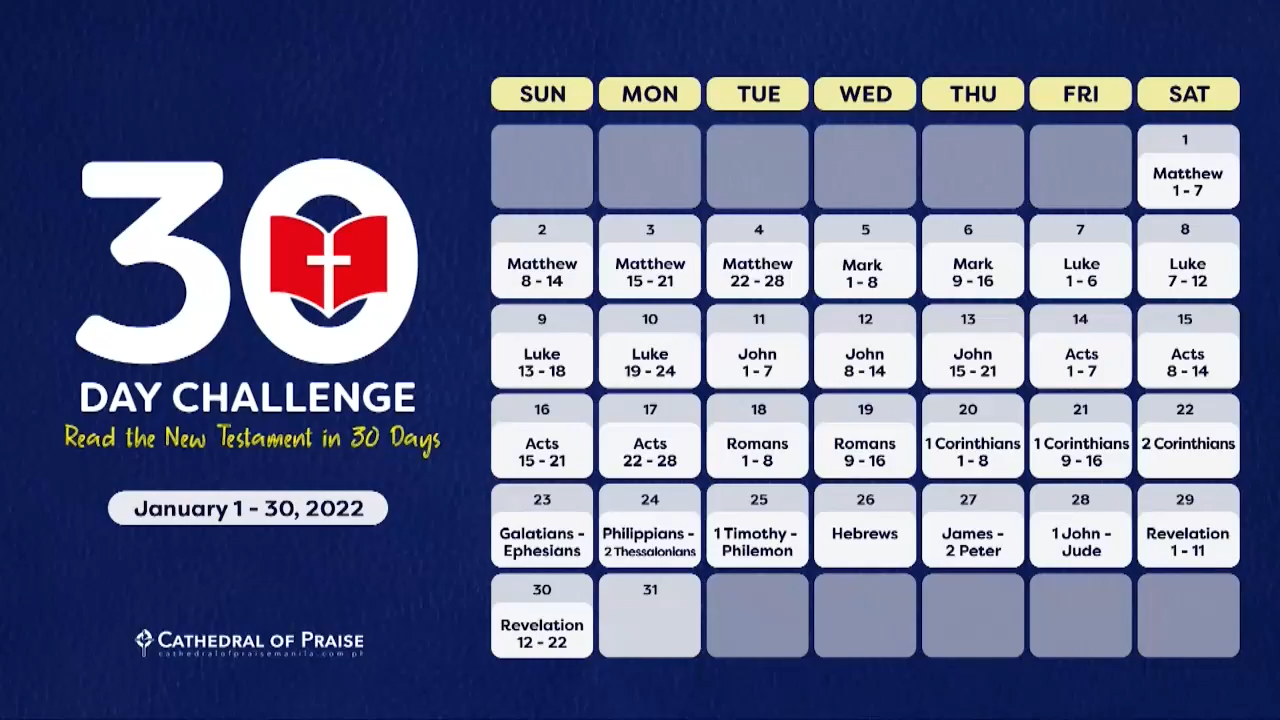 30
DAY CHALLENGE
Read the New Testament in 30 Days
January 1 - 30, 2022
CATHEDRAL OF PRAISE
cathedralofpraisemanila.com.ph
SUN MON TUE WED THU FRI SAT
1
Matthew
1 - 7
2 3 4 5 6 7 8
Matthew Matthew Matthew Mark Mark Luke Luke
8 - 14 15 - 21 22 - 28 1 - 8 9 - 16 1 - 6 7 - 12
9 10 11 12 13 14 15
Luke Luke John John John Acts Acts
13 - 18 19 - 24 1 - 7 8 - 14 15 - 21 1 - 7 8 - 14
16 17 18 19 20 21 22
Acts Acts Romans Romans 1 Corinthians 1 Corinthians 2 Corinthians
15 - 21 22 - 28 1 - 8 9 - 16 1 - 8 9 - 16
23 24 25 26 27 28 29
Galatians - Philippians - 1 Timothy - Hebrews James - 1 John - Revelation
Ephesians 2 Thessalonians Philemon 2 Peter Jude 1 - 11
30 31
Revelation
12 - 22